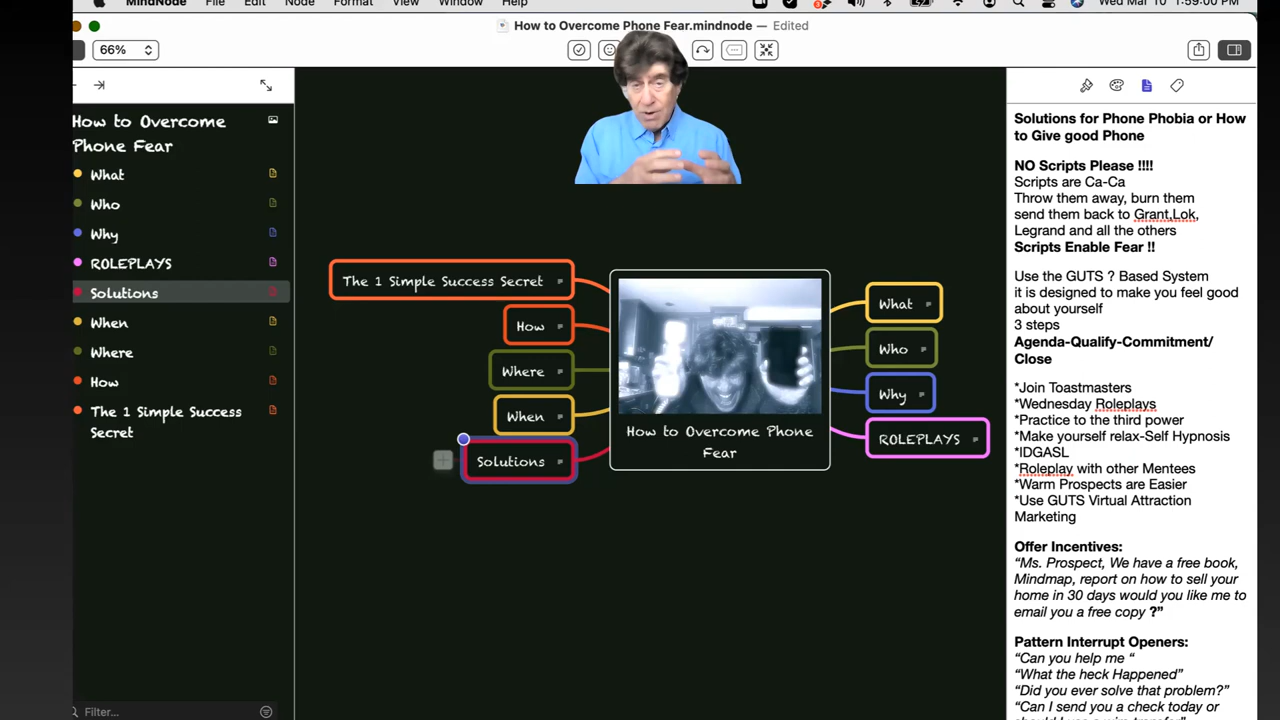 MindNode File Edit Node Format View Window Help Wed Mar 10 1:59:00 PM
How to Overcome Phone Fear.mindnode — Edited
66%
How to Overcome
Phone Fear
What
Who
Why
ROLEPLAYS
Solutions
When
Where
How
The 1 Simple Success
Secret
Filter...
The 1 Simple Success Secret
How
Where
When
Solutions
How to Overcome Phone
Fear
What
Who
Why
ROLEPLAYS
Solutions for Phone Phobia or How
to Give good Phone
NO Scripts Please !!!!
Scripts are Ca-Ca
Throw them away, burn them
send them back to Grant,Lok,
Legrand and all the others
Scripts Enable Fear !!
Use the GUTS ? Based System
it is designed to make you feel good
about yourself
3 steps
Agenda-Qualify-Commitment/
Close
*Join Toastmasters
*Wednesday Roleplays
*Practice to the third power
*Make yourself relax-Self Hypnosis
*IDGASL
*Roleplay with other Mentees
*Warm Prospects are Easier
*Use GUTS Virtual Attraction
Marketing
Offer Incentives:
“Ms. Prospect, We have a free book,
Mindmap, report on how to sell your
home in 30 days would you like me to
email you a free copy ?”
Pattern Interrupt Openers:
“Can you help me “
“What the heck Happened”
“Did you ever solve that problem?”
“Can I send you a check today or